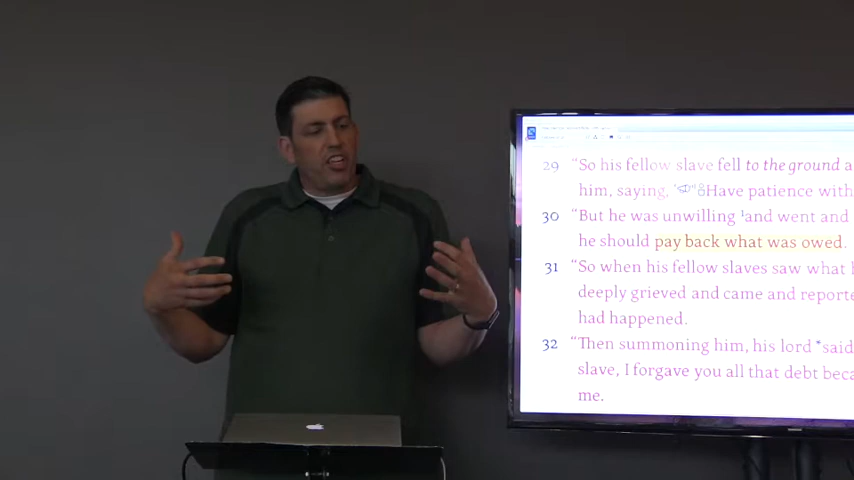 29 “So his fellow slave fell to the ground a
him, saying, ‘“Have patience with
30 “But he was unwilling ¹and went and
he should pay back what was owed.
31 “So when his fellow slaves saw what h
deeply grieved and came and reporte
had happened.
32 “Then summoning him, his lord *said
slave, I forgave you all that debt beca
me.